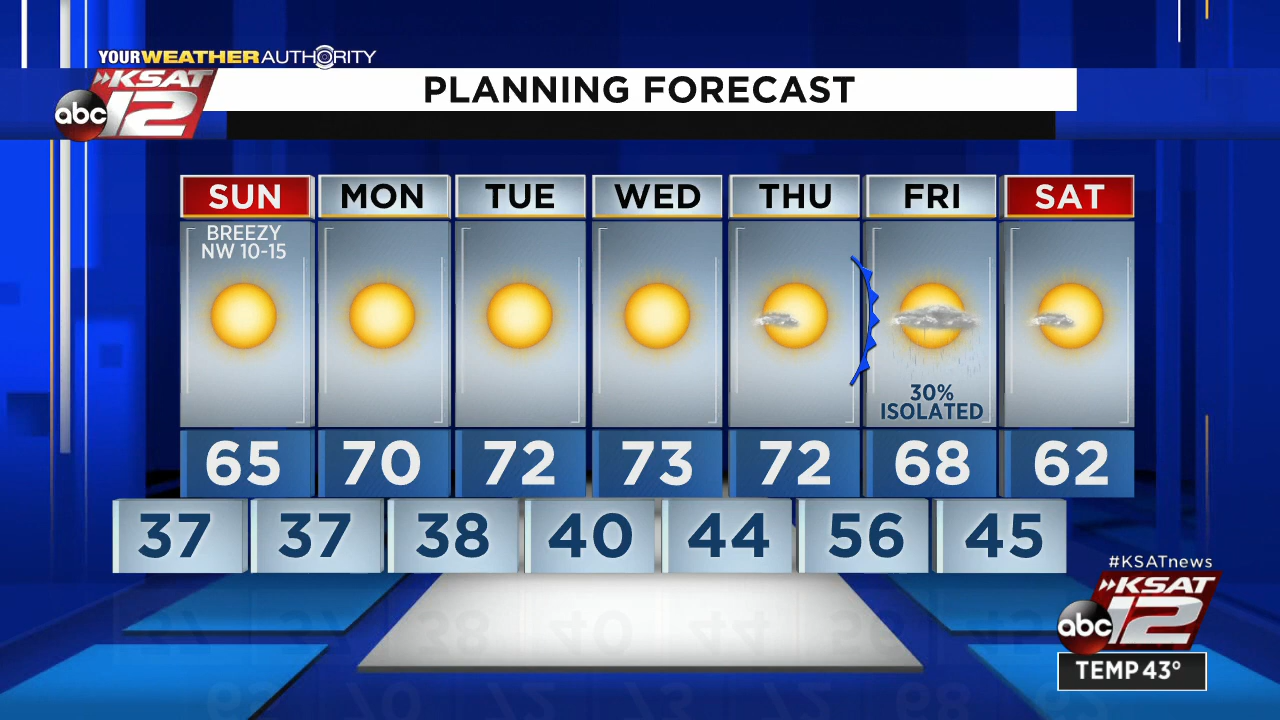 YOURWEATHERAUTHORITY
KSAT
abc 12
PLANNING FORECAST
SUN MON TUE WED THU FRI SAT
BREEZY
NW 10-15
30%
ISOLATED
65 70 72 73 72 68 62
37 37 38 40 44 56 45
#KSATnews
KSAT
abc 12
TEMP 43°